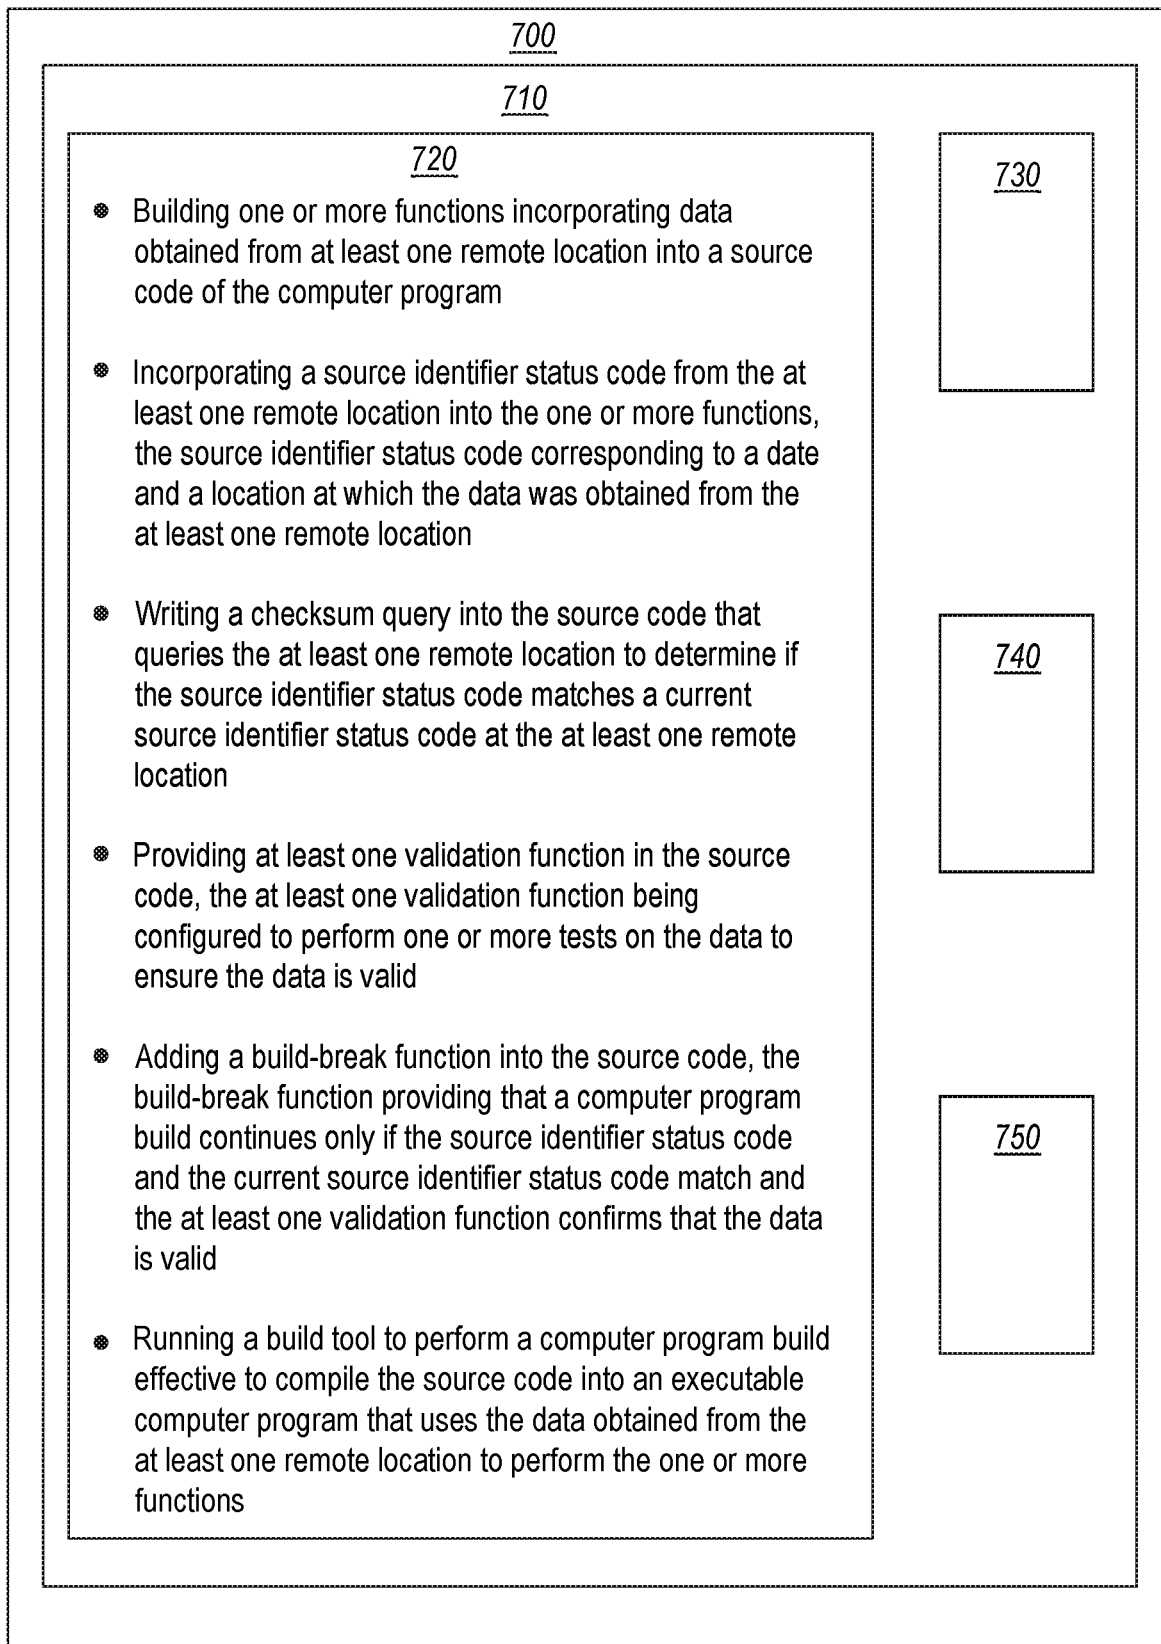 700
710
720
730
• Building one or more functions incorporating data
obtained from at least one remote location into a source
code of the computer program
• Incorporating a source identifier status code from the at
least one remote location into the one or more functions,
the source identifier status code corresponding to a date
and a location at which the data was obtained from the
at least one remote location
• Writing a checksum query into the source code that
queries the at least one remote location to determine if
the source identifier status code matches a current
source identifier status code at the at least one remote
location
740
• Providing at least one validation function in the source
code, the at least one validation function being
configured to perform one or more tests on the data to
ensure the data is valid
• Adding a build-break function into the source code, the
build-break function providing that a computer program
build continues only if the source identifier status code
and the current source identifier status code match and
the at least one validation function confirms that the data
is valid
750
• Running a build tool to perform a computer program build
effective to compile the source code into an executable
computer program that uses the data obtained from the
at least one remote location to perform the one or more
functions